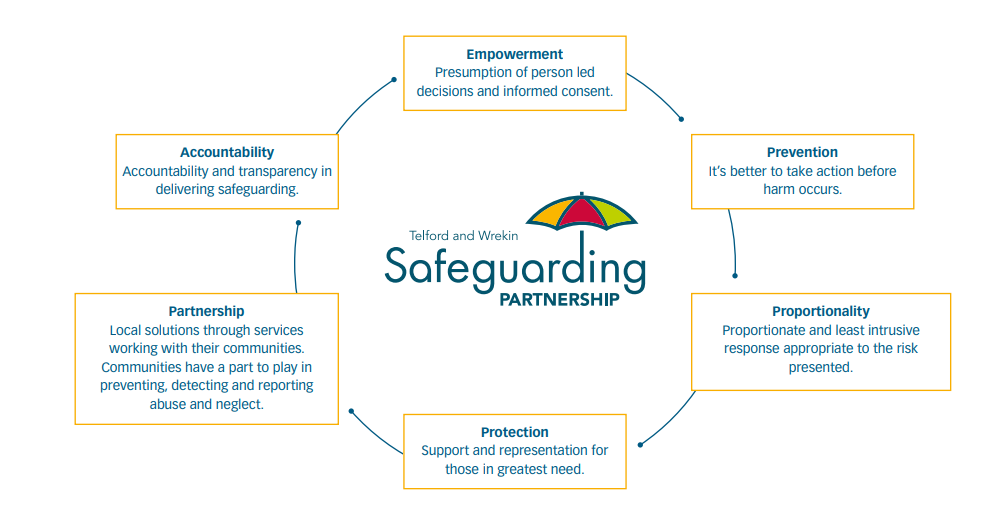 Empowerment
Presumption of person led
decisions and informed consent.
Accountability
Accountability and transparency in
delivering safeguarding.
Prevention
It's better to take action before
harm occurs.
Telford and Wrekin
Safeguarding
PARTNERSHIP
Partnership
Local solutions through services
working with their communities.
Communities have a part to play in
preventing, detecting and reporting
abuse and neglect.
Proportionality
Proportionate and least intrusive
response appropriate to the risk
presented.
Protection
Support and representation for
those in greatest need.